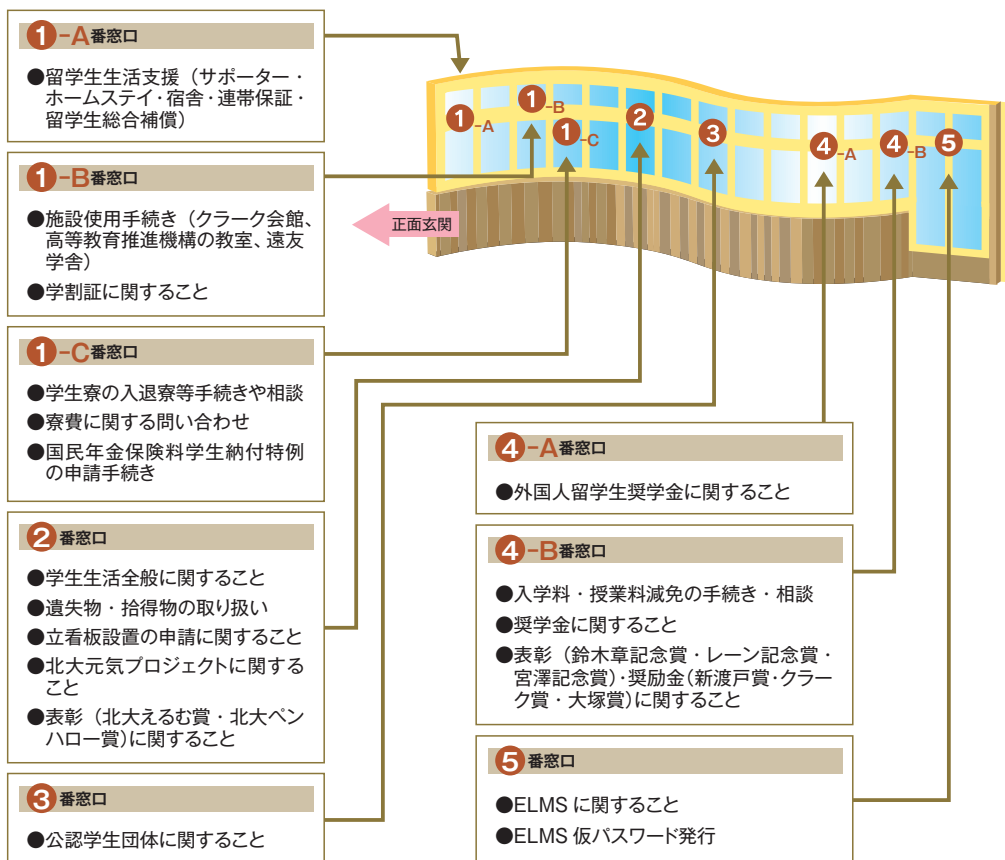 ❶-A番窓口
●留学生生活支援（サポーター・
ホームステイ・宿舎・連帯保証・
留学生総合補償）
❶-B番窓口
●施設使用手続き（クラーク会館、
高等教育推進機構の教室、遠友
学舎）
●学割証に関すること
❶-C番窓口
●学生寮の入退寮等手続きや相談
●寮費に関する問い合わせ
●国民年金保険料学生納付特例
の申請手続き
❷番窓口
●学生生活全般に関すること
●遺失物・拾得物の取り扱い
●立看板設置の申請に関すること
●北大元気プロジェクトに関する
こと
●表彰（北大えるむ賞・北大ペン
ハロー賞）に関すること
❸番窓口
●公認学生団体に関すること
❶-A
❶-B
❶-C
❷
❸
❹-A
❹-B
❺
正面玄関
❹-A番窓口
●外国人留学生奨学金に関すること
❹-B番窓口
●入学料・授業料減免の手続き・相談
●奨学金に関すること
●表彰（鈴木章記念賞・レーン記念賞・
宮澤記念賞）・奨励金（新渡戸賞・クラー
ク賞・大塚賞）に関すること
❺番窓口
●ELMS に関すること
●ELMS 仮パスワード発行